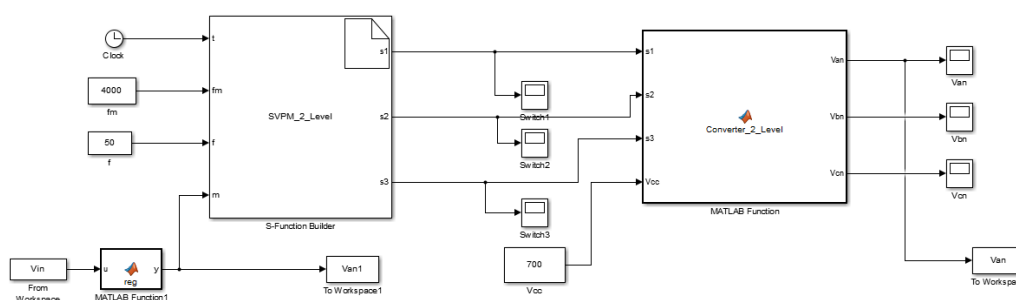 t
Clock
4000
fm
fm
50
f
f
m
SVPM_2_Level
s1
s2
s3
S-Function Builder
Switch1
Switch2
Switch3
s1
s2
s3
Vcc
Converter_2_Level
Van
Vbn
Vcn
MATLAB Function
Van
Vbn
Vcn
700
Vcc
Vin
From
Workspace
u
reg
y
MATLAB Function1
Van1
To Workspace1
Van
To Workspa